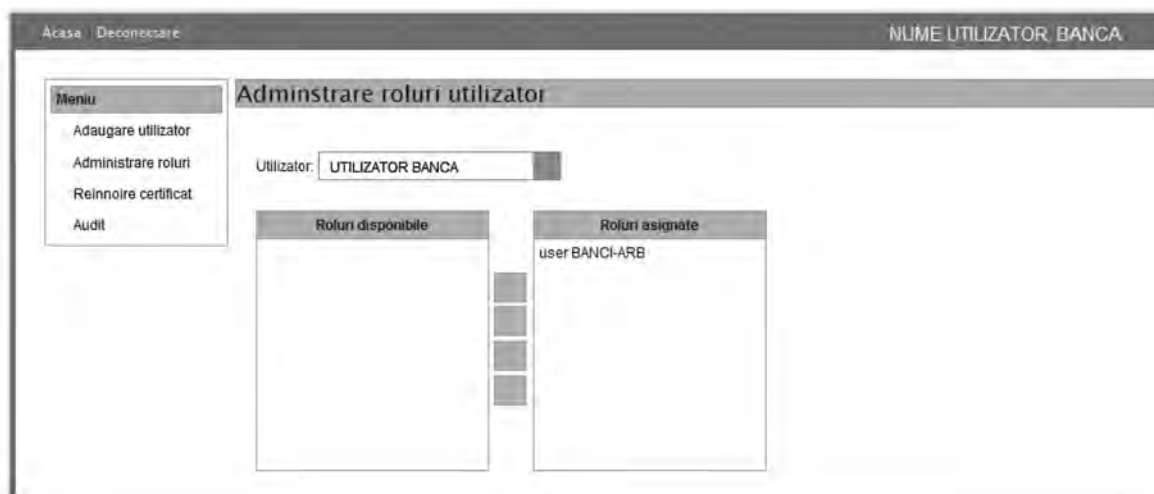 Acasa Deconectare
NUME UTILIZATOR, BANCA
Meniu
Adaugare utilizator
Administrare roluri
Reinnoire certificat
Audit
Adminstrare roluri utilizator
Utilizator: UTILIZATOR BANCA
Roluri disponibile
Roluri asignate
user BANCI-ARB